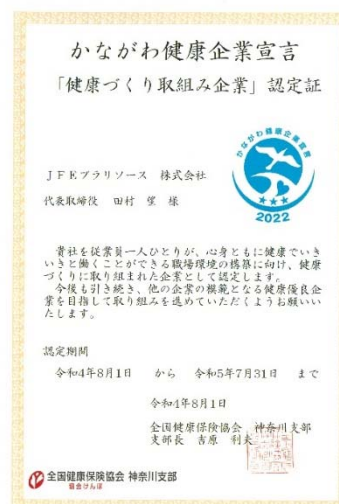 かながわ健康企業宣言
「健康づくり取組み企業」認定証
かながわ健康企業宣言
2022
JFEプラリソース 株式会社
代表取締役 田村 望 様
貴社を従業員一人ひとりが、心身ともに健康でいき
いきと働くことができる職場環境の構築に向け、健康
づくりに取り組まれた企業として認定します。
今後も引き続き、他の企業の模範となる健康優良企
業を目指して取り組みを進めていただくようお願いい
たします。
認定期間
令和4年8月1日 から 令和5年7月31日 まで
令和4年8月1日
全国健康保険協会 神奈川支部
支部長 吉原 利夫
全国健康保険協会 神奈川支部
協会けんぽ